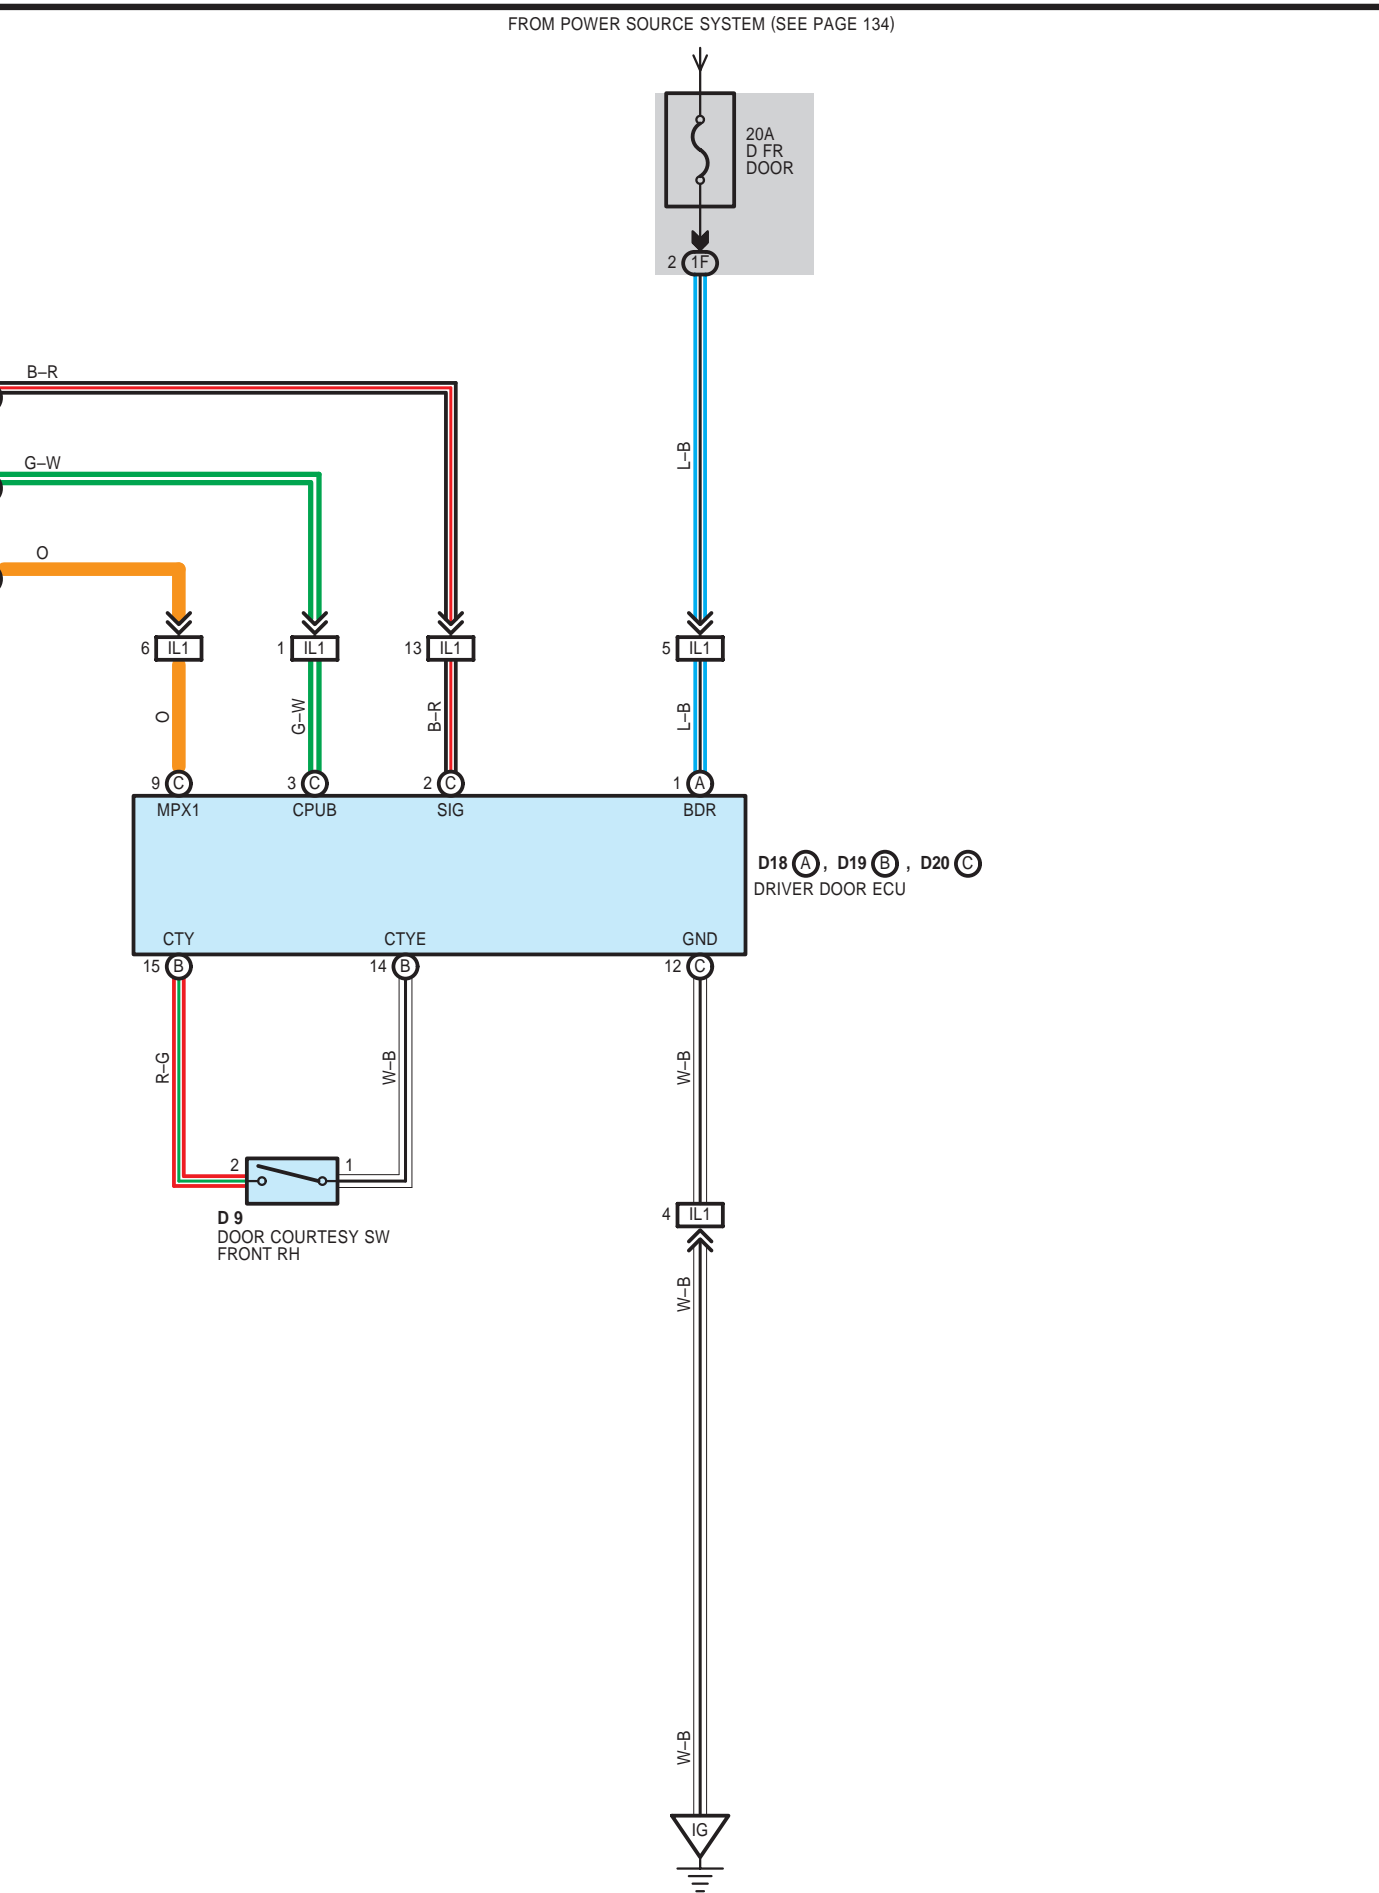 FROM POWER SOURCE SYSTEM (SEE PAGE 134)
20A
D FR
DOOR
2 1F
B–R
G–W
O
L–B
6 IL1
1 IL1
13 IL1
5 IL1
O
G–W
B–R
L–B
9 C
3 C
2 C
1 A
MPX1
CPUB
SIG
BDR
D18 A , D19 B , D20 C
DRIVER DOOR ECU
CTY
CTYE
GND
15 B
14 B
12 C
R–G
W–B
W–B
2
1
D 9
DOOR COURTESY SW
FRONT RH
4 IL1
W–B
W–B
IG